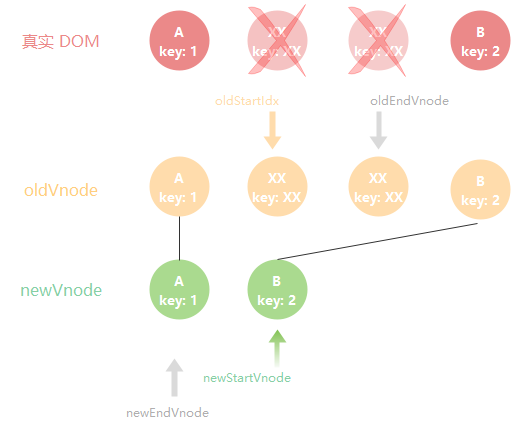 真实 DOM
A
key: 1
XX
key: XX
XX
key: XX
B
key: 2
oldStartIdx
oldEndVnode
oldVnode
A
key: 1
XX
key: XX
XX
key: XX
B
key: 2
newVnode
A
key: 1
B
key: 2
newStartVnode
newEndVnode